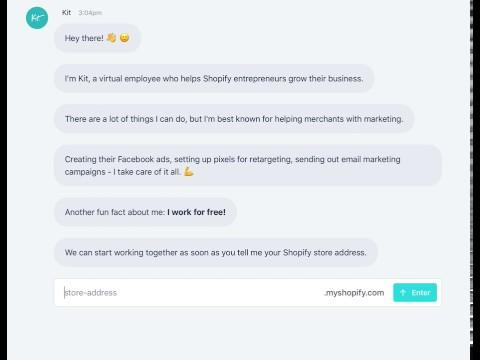 Kit
Kit 3:04pm
Hey there! 👋 😀
I'm Kit, a virtual employee who helps Shopify entrepreneurs grow their business.
There are a lot of things I can do, but I'm best known for helping merchants with marketing.
Creating their Facebook ads, setting up pixels for retargeting, sending out email marketing
campaigns - I take care of it all. 💪
Another fun fact about me: I work for free!
We can start working together as soon as you tell me your Shopify store address.
store-address .myshopify.com ↑ Enter